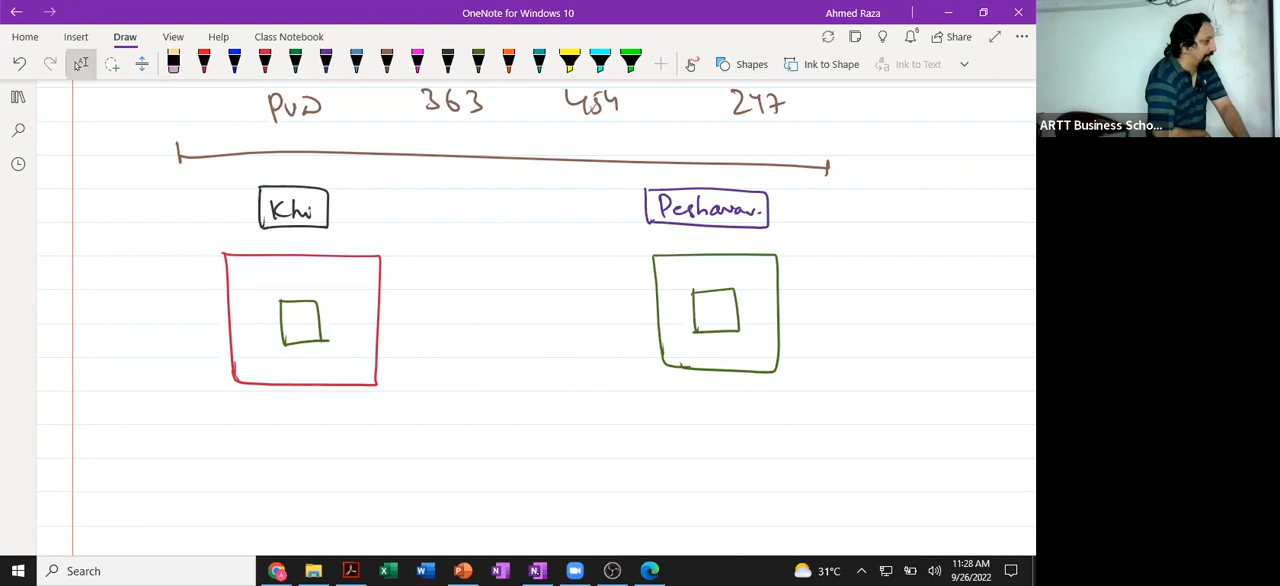 OneNote for Windows 10
Ahmed Raza
Home Insert Draw View Help Class Notebook
6
Share
Shapes
Ink to Shape
Ink to Text
PVD 363 454 247
Khi
Peshawar.
ARTT Business Scho...
Search
31°C
11:28 AM
9/26/2022